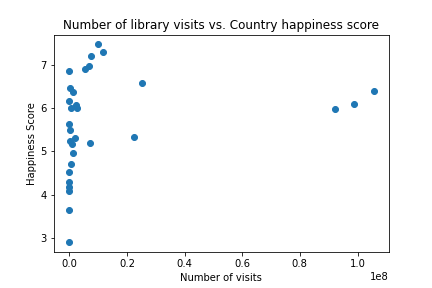 Number of library visits vs. Country happiness score
Happiness Score
7
6
5
4
3
0.0 0.2 0.4 0.6 0.8 1.0
1e8
Number of visits